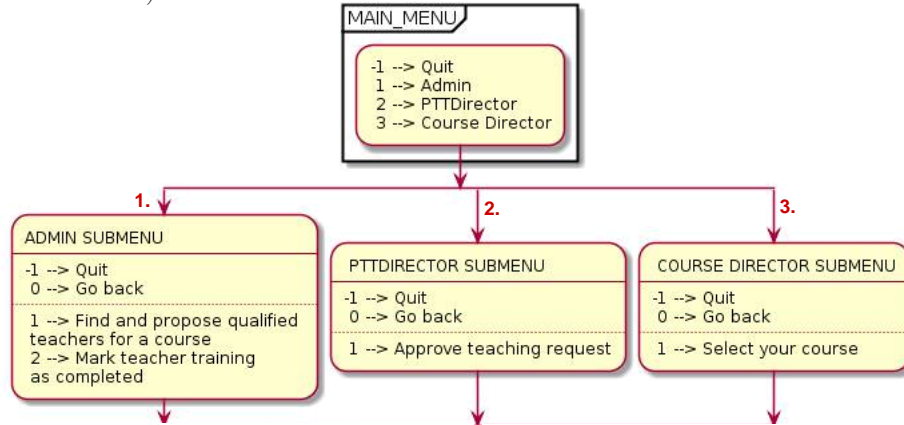 )
MAIN_MENU
-1 --> Quit
1 --> Admin
2 --> PTTDirector
3 --> Course Director
1.
2.
3.
ADMIN SUBMENU
-1 --> Quit
0 --> Go back
1 --> Find and propose qualified
teachers for a course
2 --> Mark teacher training
as completed
PTTDIRECTOR SUBMENU
-1 --> Quit
0 --> Go back
1 --> Approve teaching request
COURSE DIRECTOR SUBMENU
-1 --> Quit
0 --> Go back
1 --> Select your course